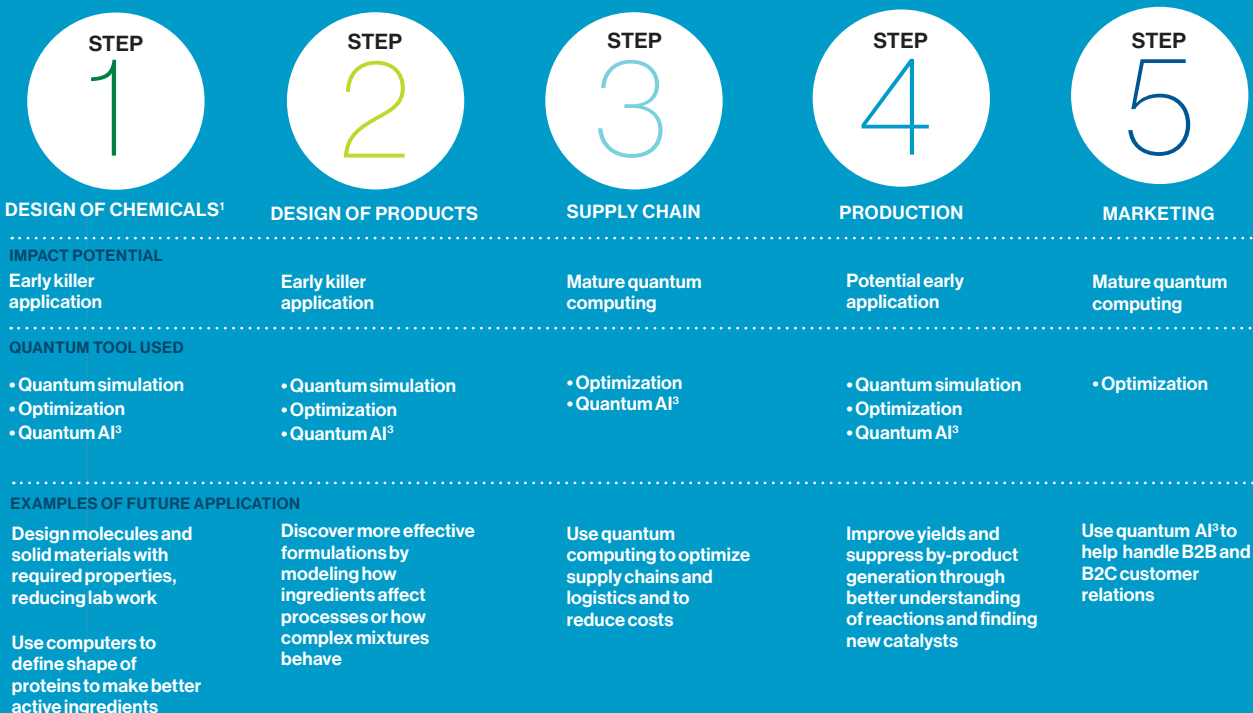 STEP
1
DESIGN OF CHEMICALS¹
STEP
2
DESIGN OF PRODUCTS
STEP
3
SUPPLY CHAIN
STEP
4
PRODUCTION
STEP
5
MARKETING
IMPACT POTENTIAL
Early killer
application
Early killer
application
Mature quantum
computing
Potential early
application
Mature quantum
computing
QUANTUM TOOL USED
• Quantum simulation
• Optimization
• Quantum AI³
• Quantum simulation
• Optimization
• Quantum AI³
• Optimization
• Quantum AI³
• Quantum simulation
• Optimization
• Quantum AI³
• Optimization
EXAMPLES OF FUTURE APPLICATION
Design molecules and
solid materials with
required properties,
reducing lab work
Use computers to
define shape of
proteins to make better
active ingredients
Discover more effective
formulations by
modeling how
ingredients affect
processes or how
complex mixtures
behave
Use quantum
computing to optimize
supply chains and
logistics and to
reduce costs
Improve yields and
suppress by-product
generation through
better understanding
of reactions and finding
new catalysts
Use quantum AI³ to
help handle B2B and
B2C customer
relations